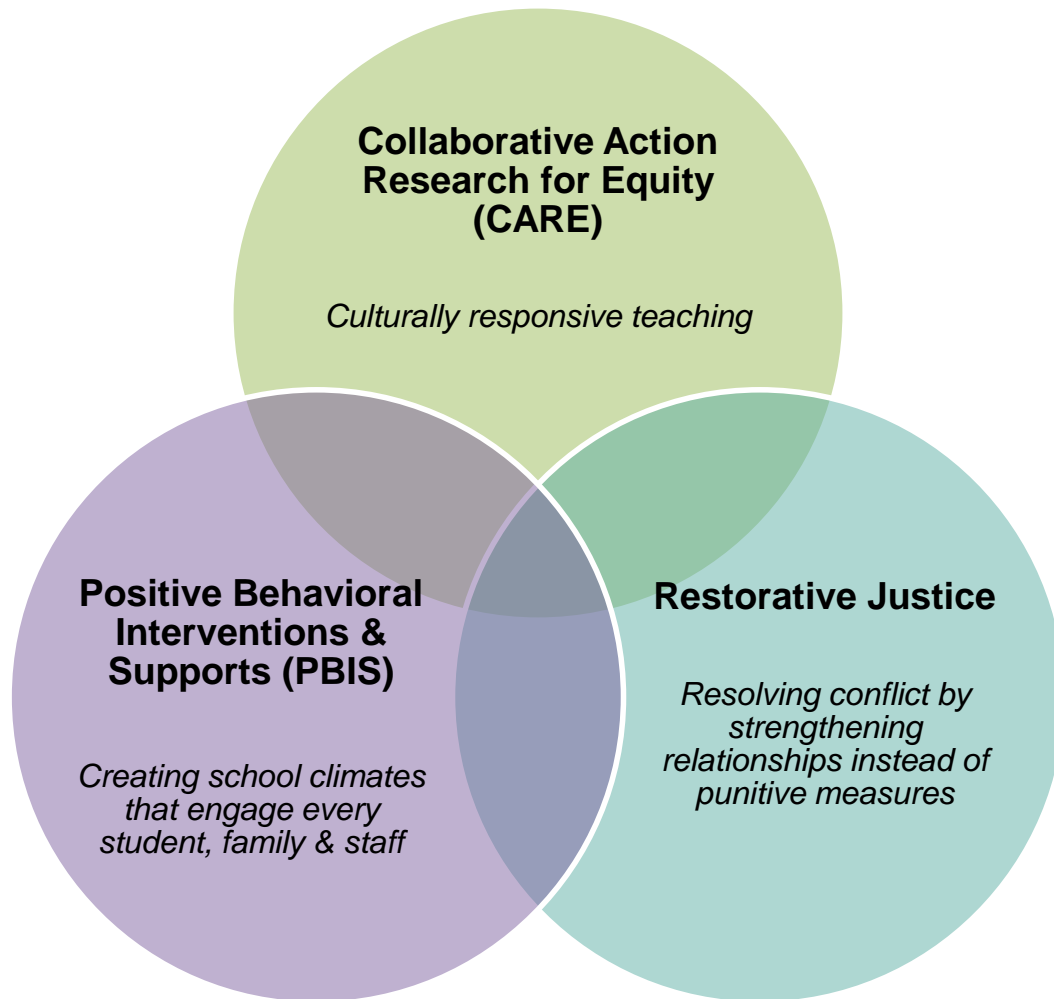 Collaborative Action
Research for Equity
(CARE)
Culturally responsive teaching
Positive Behavioral
Interventions &
Supports (PBIS)
Creating school climates
that engage every
student, family & staff
Restorative Justice
Resolving conflict by
strengthening
relationships instead of
punitive measures